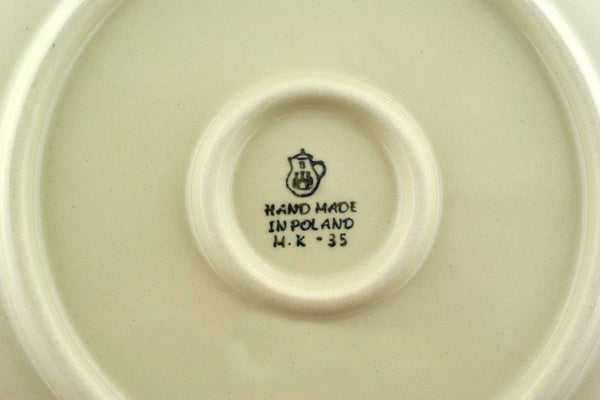 HAND MADE
IN POLAND
M.K - 35